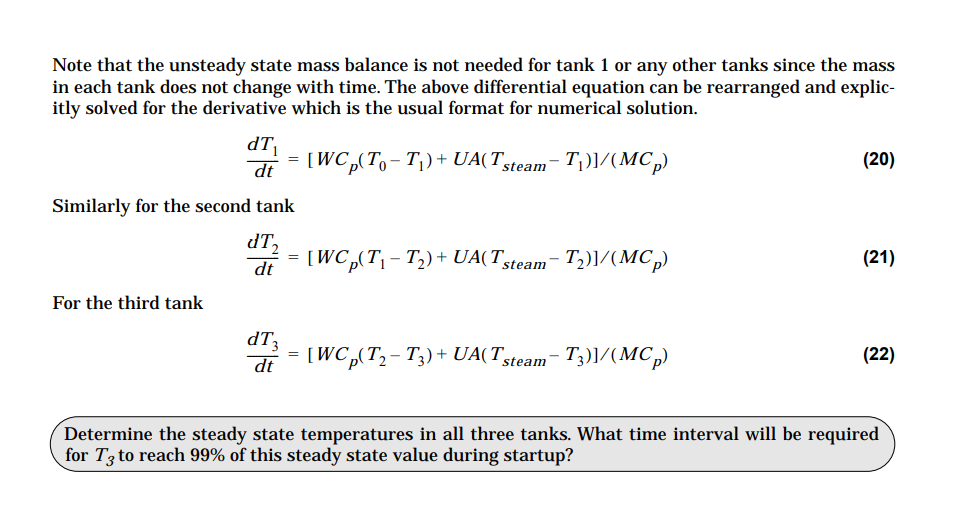 Note that the unsteady state mass balance is not needed for tank 1 or any other tanks since the mass
in each tank does not change with time. The above differential equation can be rearranged and explic-
itly solved for the derivative which is the usual format for numerical solution.
dT₁/dt = [WCₚ(T₀ – T₁) + UA(Tsteam – T₁)]/(MCₚ) (20)
Similarly for the second tank
dT₂/dt = [WCₚ(T₁ – T₂) + UA(Tsteam – T₂)]/(MCₚ) (21)
For the third tank
dT₃/dt = [WCₚ(T₂ – T₃) + UA(Tsteam – T₃)]/(MCₚ) (22)
Determine the steady state temperatures in all three tanks. What time interval will be required
for T₃ to reach 99% of this steady state value during startup?